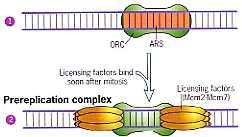 1
ORC
ARS
Licensing factors bind
soon after mitosis
Prereplication complex
Licensing factors
(Mcm2-Mcm7)
2